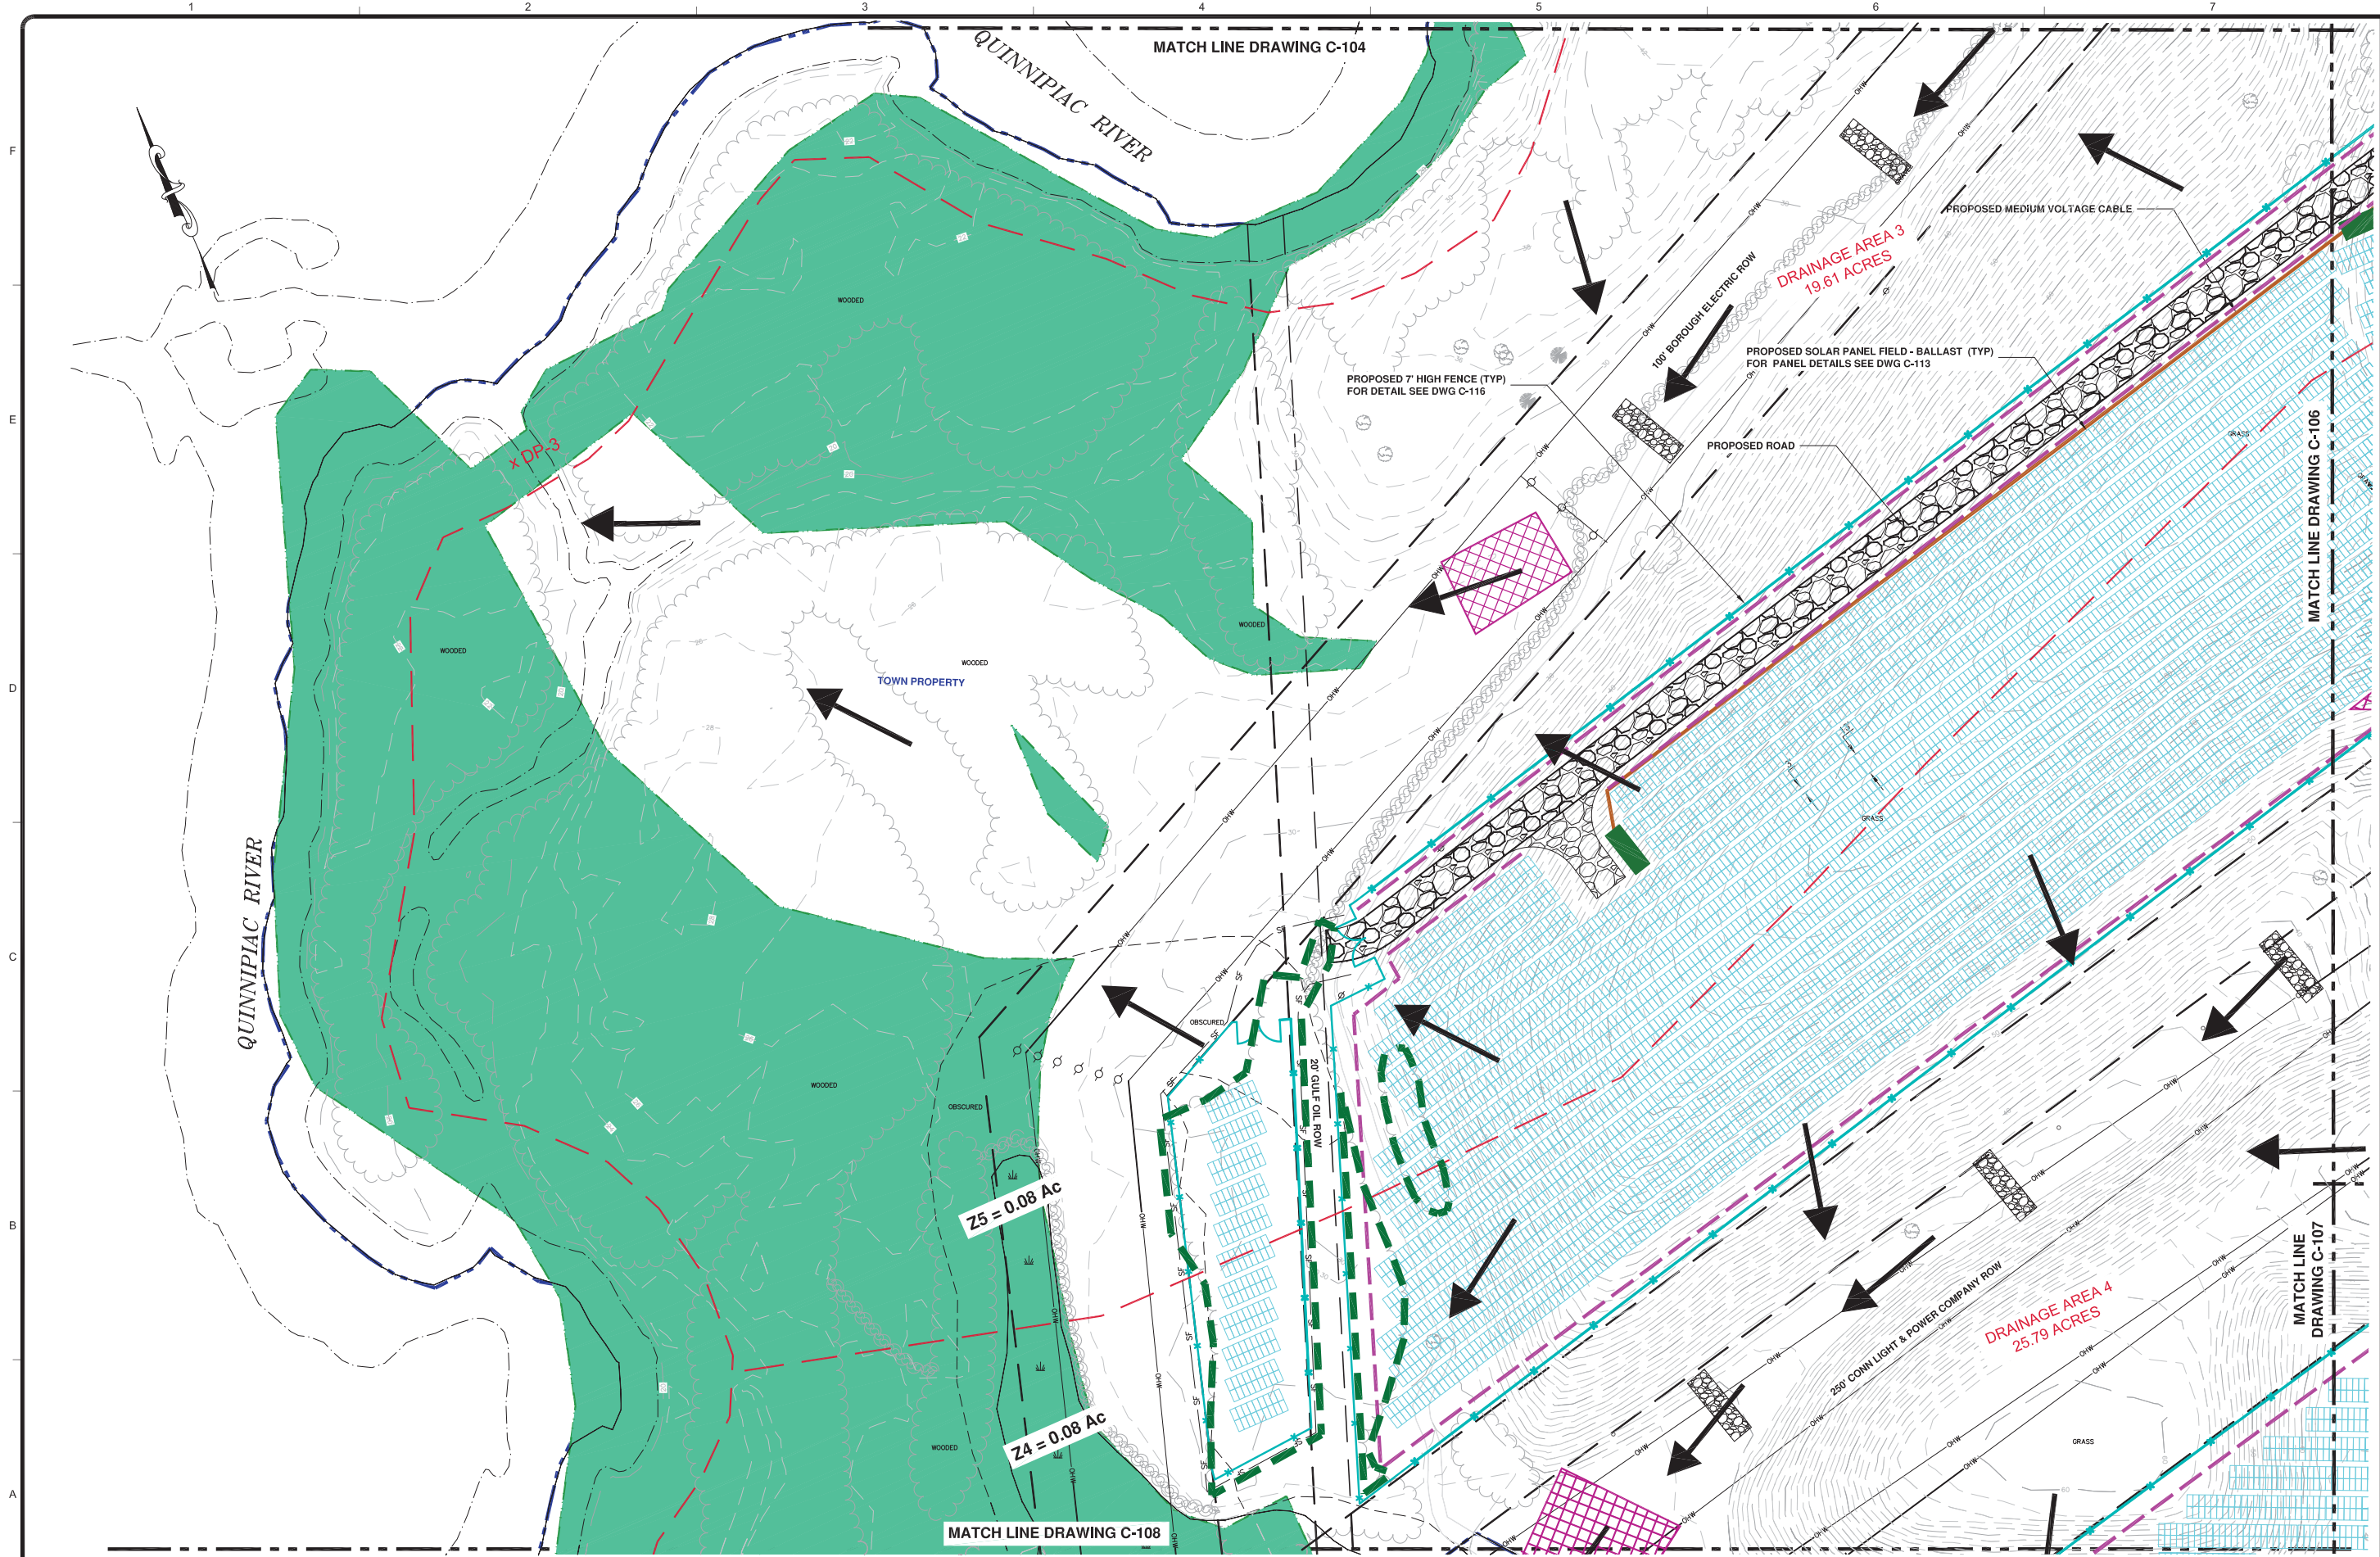 1 2 3 4 5 6 7
MATCH LINE DRAWING C-104
QUINNIPIAC RIVER
F
PROPOSED MEDIUM VOLTAGE CABLE
DRAINAGE AREA 3
19.61 ACRES
100' BOROUGH ELECTRIC ROW
WOODED
PROPOSED SOLAR PANEL FIELD - BALLAST (TYP)
FOR PANEL DETAILS SEE DWG C-113
PROPOSED 7' HIGH FENCE (TYP)
FOR DETAIL SEE DWG C-116
E
PROPOSED ROAD
GRASS
MATCH LINE DRAWING C-106
x DP-3
WOODED
WOODED
WOODED
TOWN PROPERTY
D
GRASS
QUINNIPIAC RIVER
C
OBSCURED
20' GULF OIL ROW
WOODED
OBSCURED
Z5 = 0.08 Ac
B
MATCH LINE
DRAWING C-107
250' CONN LIGHT & POWER COMPANY ROW
DRAINAGE AREA 4
25.79 ACRES
Z4 = 0.08 Ac
WOODED
GRASS
A
MATCH LINE DRAWING C-108
OHW
SF